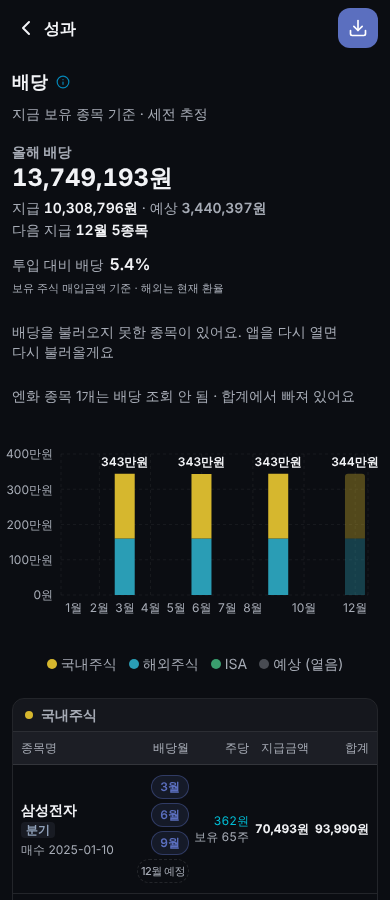 성과
배당
지금 보유 종목 기준 · 세전 추정
올해 배당
13,749,193원
지급 10,308,796원 · 예상 3,440,397원
다음 지급 12월 5종목
투입 대비 배당 5.4%
보유 주식 매입금액 기준 · 해외는 현재 환율
배당을 불러오지 못한 종목이 있어요. 앱을 다시 열면
다시 불러올게요
엔화 종목 1개는 배당 조회 안 됨 · 합계에서 빠져 있어요
400만원
343만원 343만원 343만원 344만원
300만원
200만원
100만원
0원
1월 2월 3월 4월 5월 6월 7월 8월 10월 12월
국내주식 해외주식 ISA 예상 (옅음)
국내주식
종목명 배당월 주당 지급금액 합계
삼성전자
분기
매수 2025-01-10
3월
6월
9월
12월 예정
362원
보유 65주
70,493원 93,990원